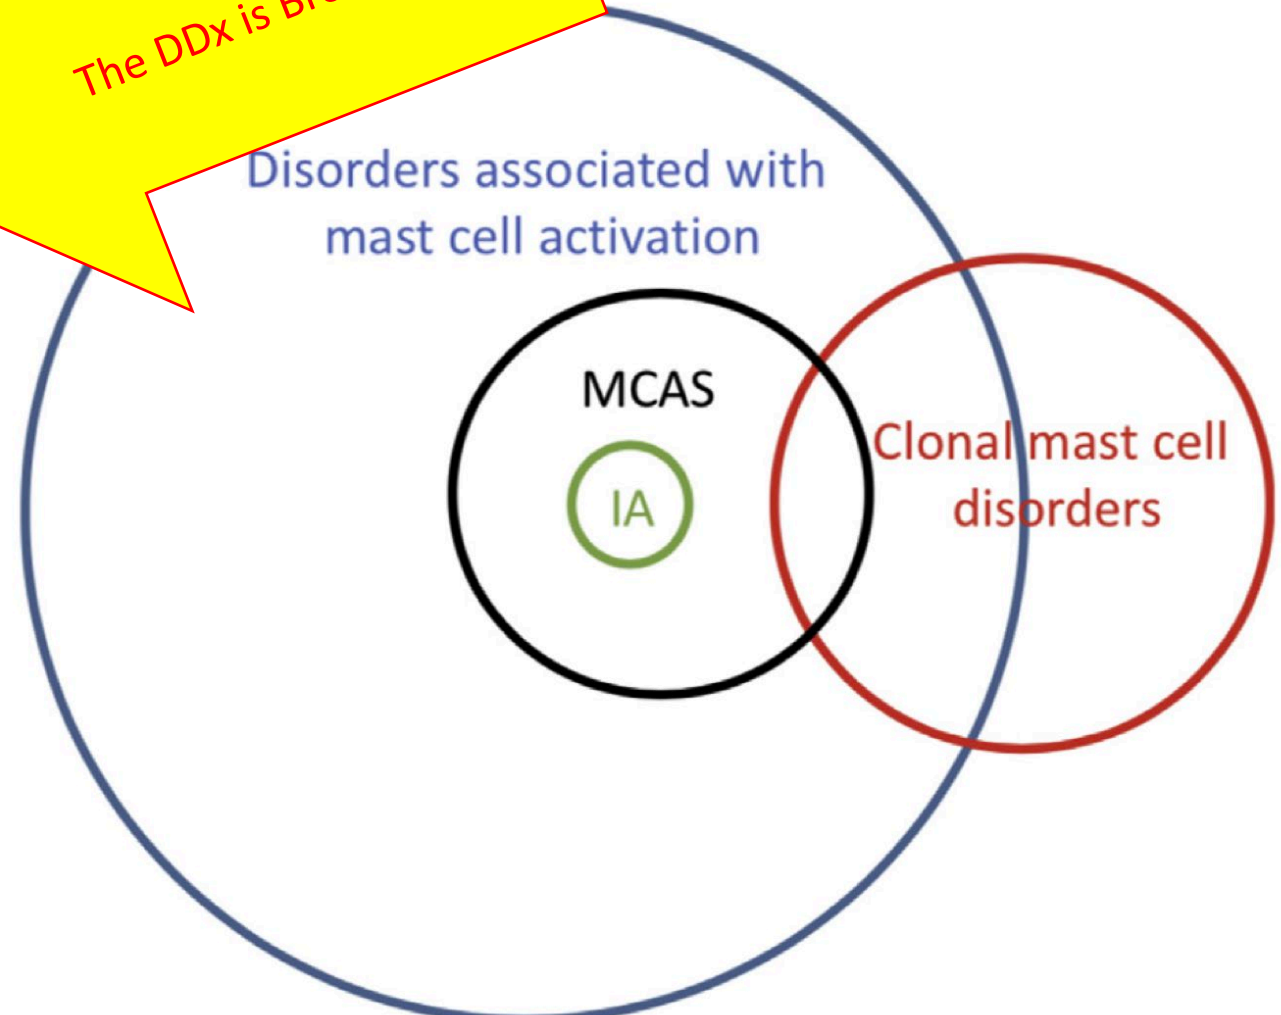 The DDx is
Disorders associated with
mast cell activation
MCAS
IA
Clonal mast cell
disorders